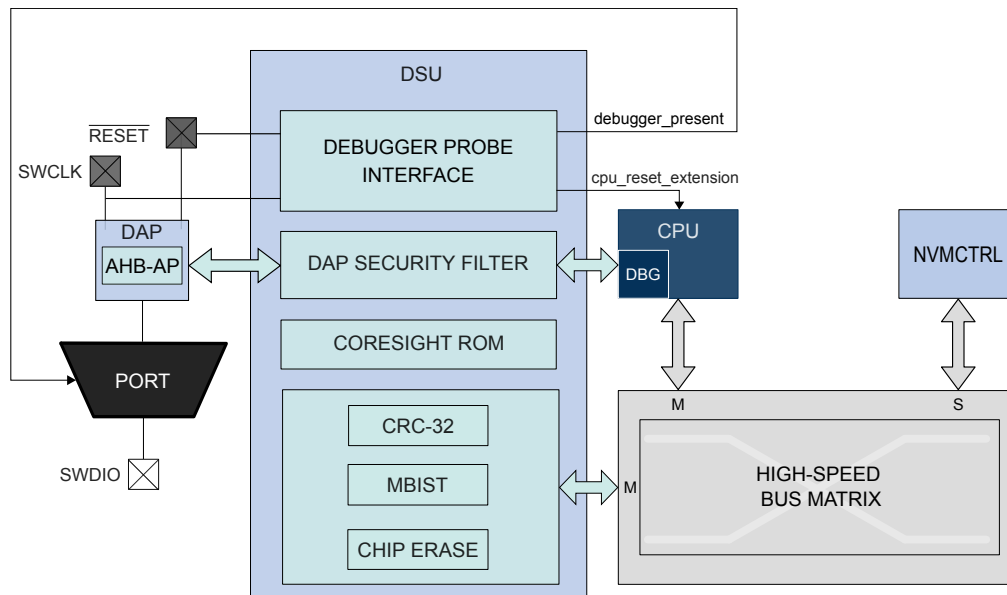 DSU
debugger_present
RESET
DEBUGGER PROBE
INTERFACE
SWCLK
cpu_reset_extension
DAP
CPU
AHB-AP
DAP SECURITY FILTER
DBG
NVMCTRL
CORESIGHT ROM
PORT
M
S
CRC-32
SWDIO
MBIST
M
HIGH-SPEED
BUS MATRIX
CHIP ERASE